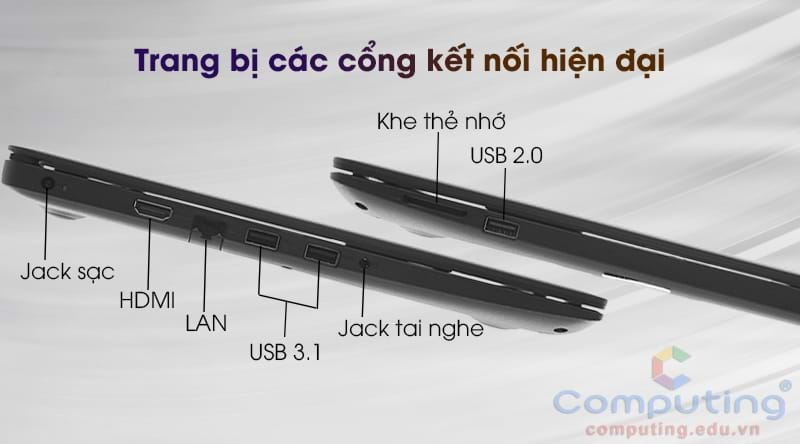 Trang bị các cổng kết nối hiện đại
Khe thẻ nhớ
USB 2.0
Jack sạc
HDMI
LAN
USB 3.1
Jack tai nghe
Computing®
computing.edu.vn